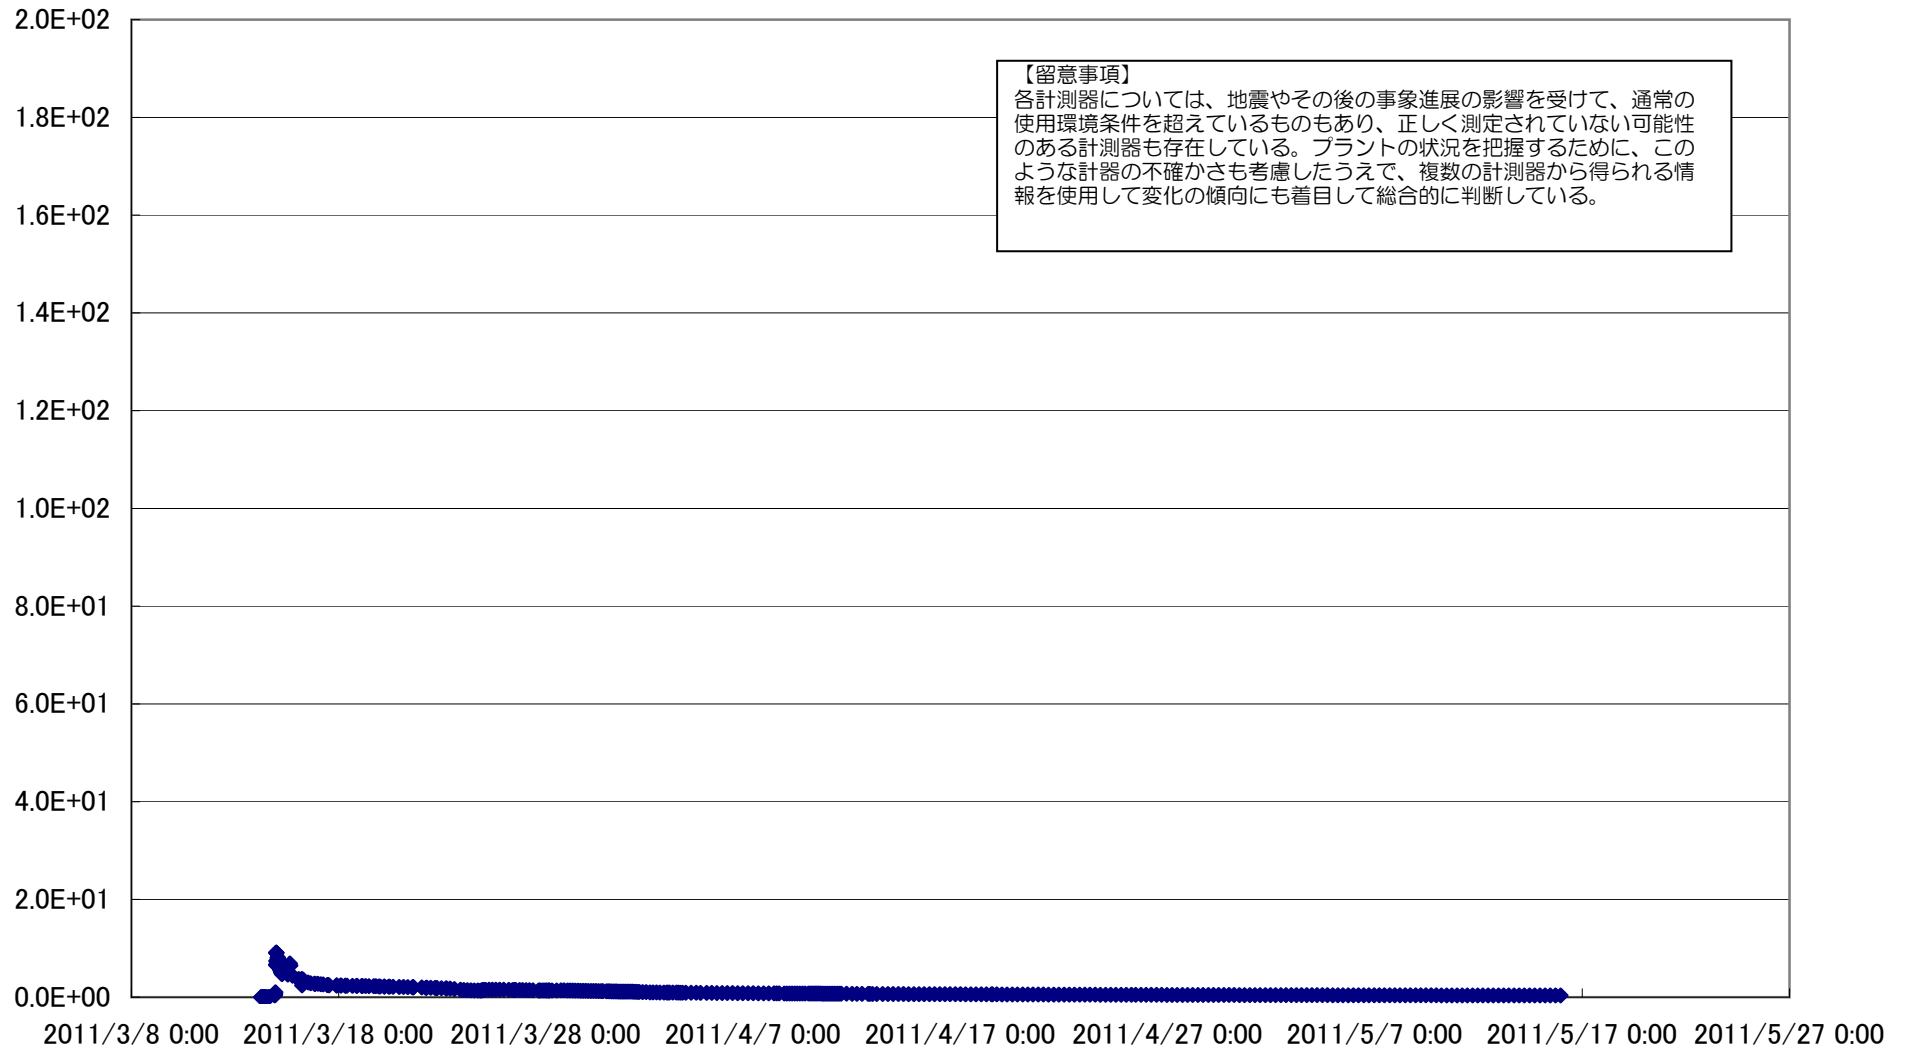 2.0E+02
【留意事項】
各計測器については、地震やその後の事象進展の影響を受けて、通常の
使用環境条件を超えているものもあり、正しく測定されていない可能性
のある計測器も存在している。プラントの状況を把握するために、この
ような計器の不確かさも考慮したうえで、複数の計測器から得られる情
報を使用して変化の傾向にも着目して総合的に判断している。
1.8E+02
1.6E+02
1.4E+02
1.2E+02
1.0E+02
8.0E+01
6.0E+01
4.0E+01
2.0E+01
0.0E+00
2011/3/8 0:00 2011/3/18 0:00 2011/3/28 0:00 2011/4/7 0:00 2011/4/17 0:00 2011/4/27 0:00 2011/5/7 0:00 2011/5/17 0:00 2011/5/27 0:00